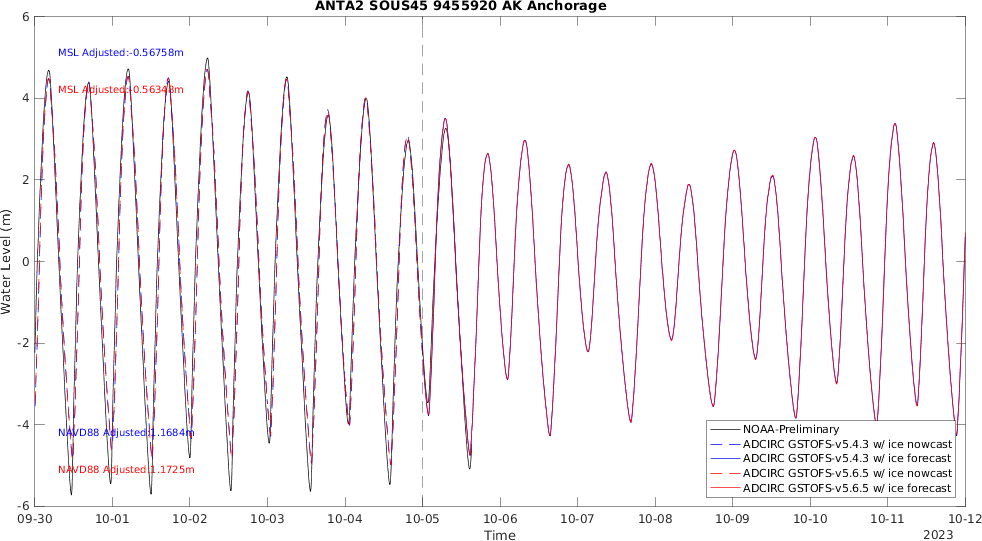 ANTA2 SOUS45 9455920 AK Anchorage
6
4
2
0
-2
-4
-6
Water Level (m)
MSL Adjusted:-0.56758m
MSL Adjusted:-0.56348m
NAVD88 Adjusted:1.1684m
NAVD88 Adjusted:1.1725m
NOAA-Preliminary
ADCIRC GSTOFS-v5.4.3 w/ ice nowcast
ADCIRC GSTOFS-v5.4.3 w/ ice forecast
ADCIRC GSTOFS-v5.6.5 w/ ice nowcast
ADCIRC GSTOFS-v5.6.5 w/ ice forecast
09-30 10-01 10-02 10-03 10-04 10-05 10-06 10-07 10-08 10-09 10-10 10-11 10-12
Time
2023